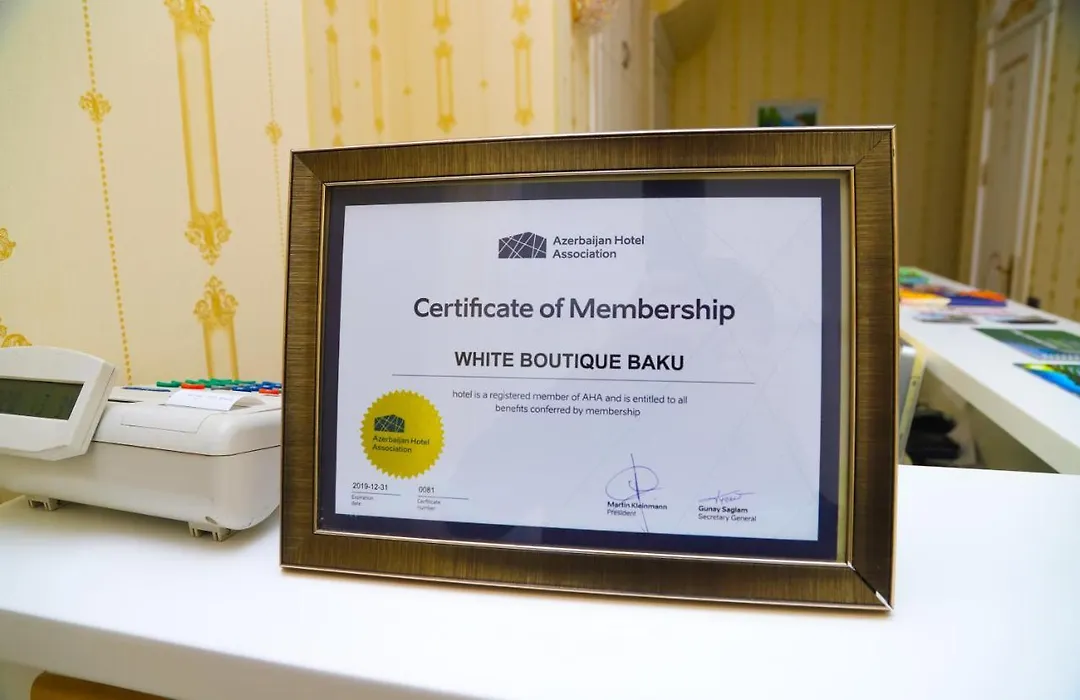 Azerbaijan Hotel
Association
Certificate of Membership
WHITE BOUTIQUE BAKU
hotel is a registered member of AHA and is entitled to all
benefits conferred by membership
Azerbaijan Hotel
Association
2019-12-31
Expiration
date
0081
Certificate
number
Martin Kleinmann
President
Gunay Saglam
Secretary General